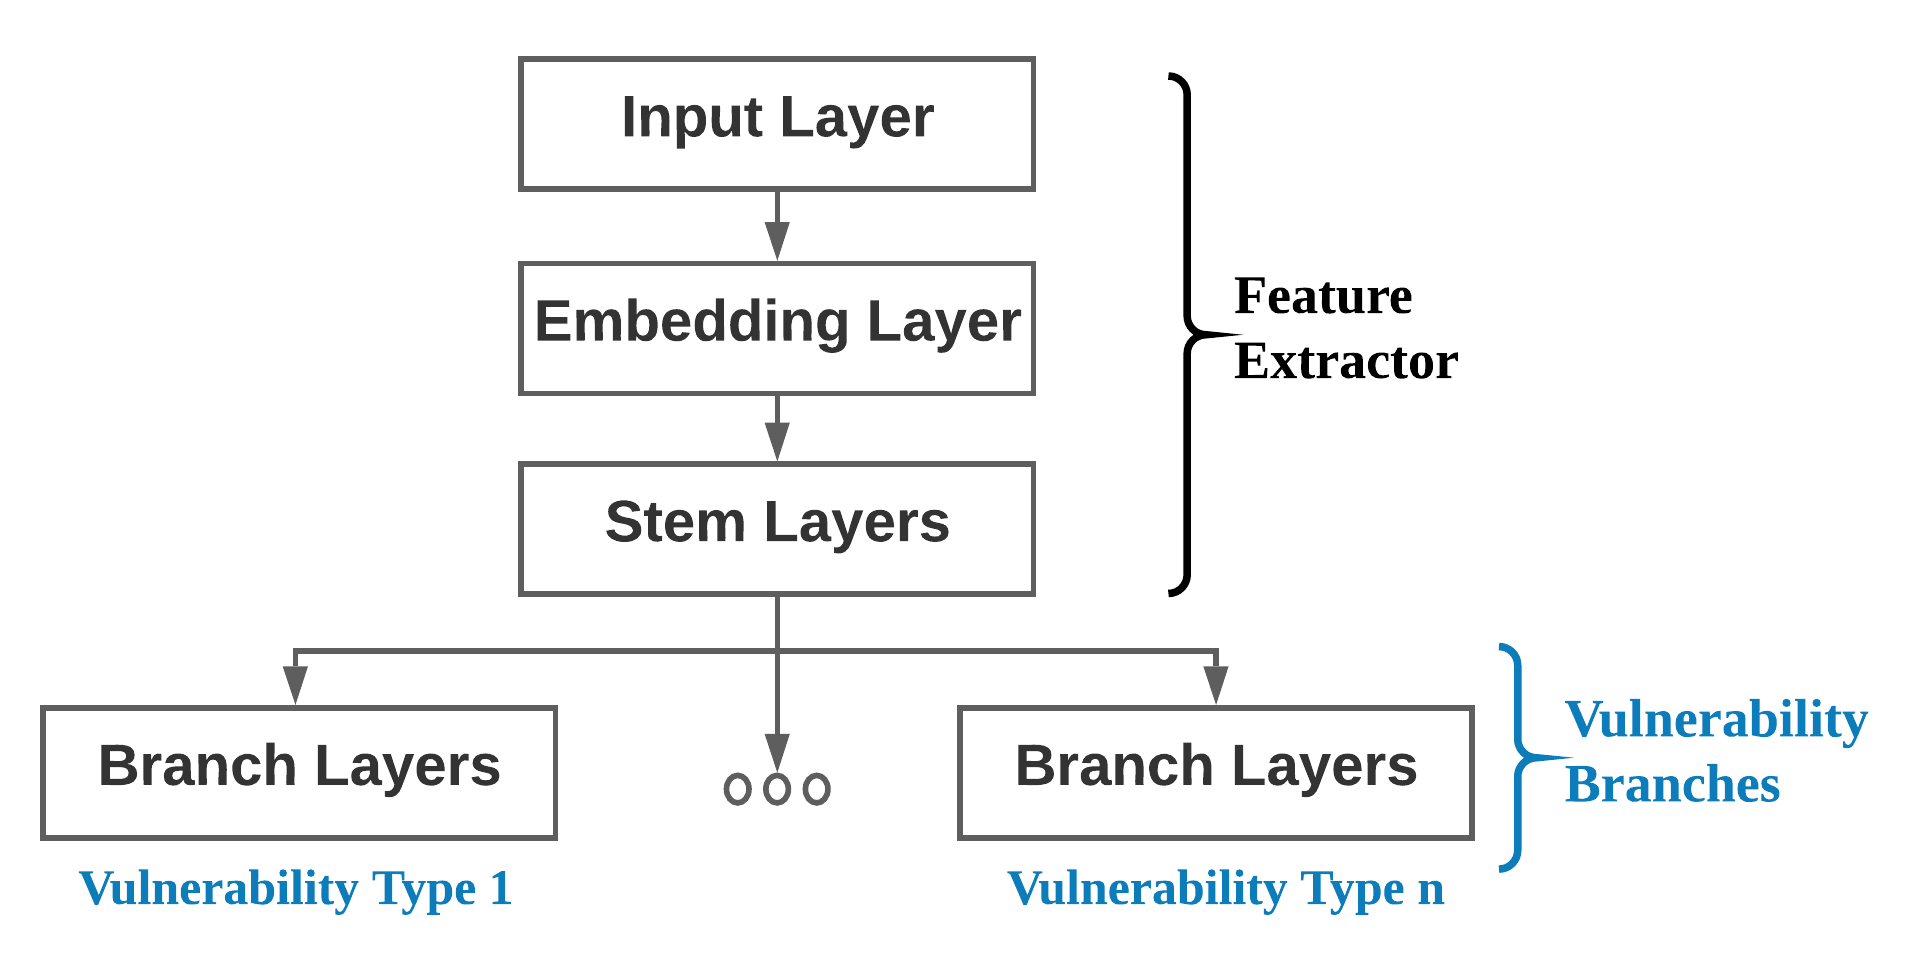 Input Layer
Embedding Layer
Feature
Extractor
Stem Layers
Branch Layers
Branch Layers
Vulnerability
Branches
Vulnerability Type 1
Vulnerability Type n